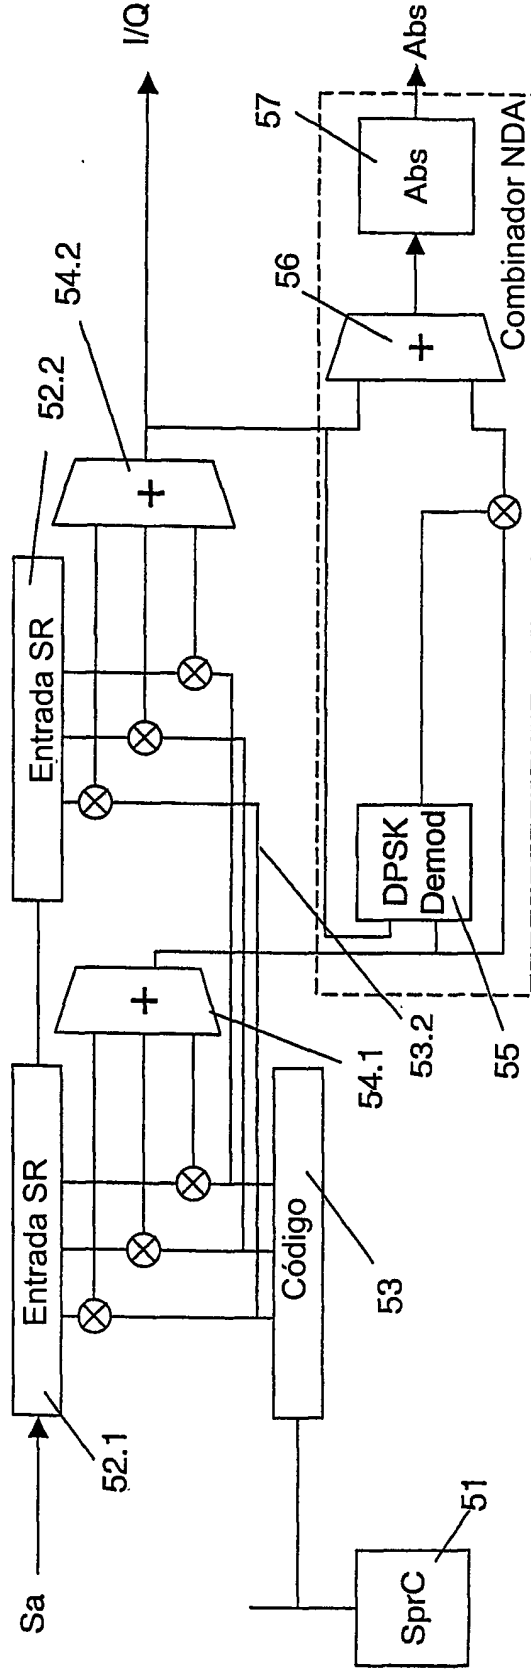 Sa
Entrada SR
52.1
SprC
51
Código
53
54.1
+
53.2
Entrada SR
52.2
+
54.2
I/Q
DPSK
Demod
55
+
56
Abs
57
Abs
Combinador NDA